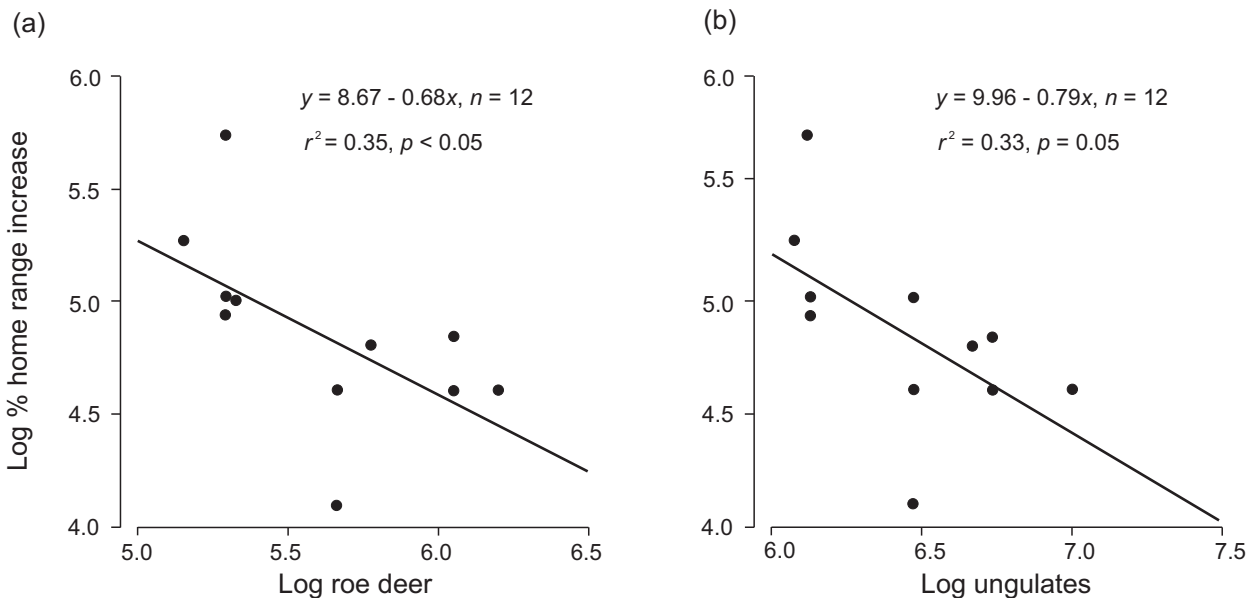 (a)
y = 8.67 - 0.68x, n = 12
r² = 0.35, p < 0.05
Log % home range increase
6.0
5.5
5.0
4.5
4.0
5.0 5.5 6.0 6.5
Log roe deer
(b)
y = 9.96 - 0.79x, n = 12
r² = 0.33, p = 0.05
6.0
5.5
5.0
4.5
4.0
6.0 6.5 7.0 7.5
Log ungulates